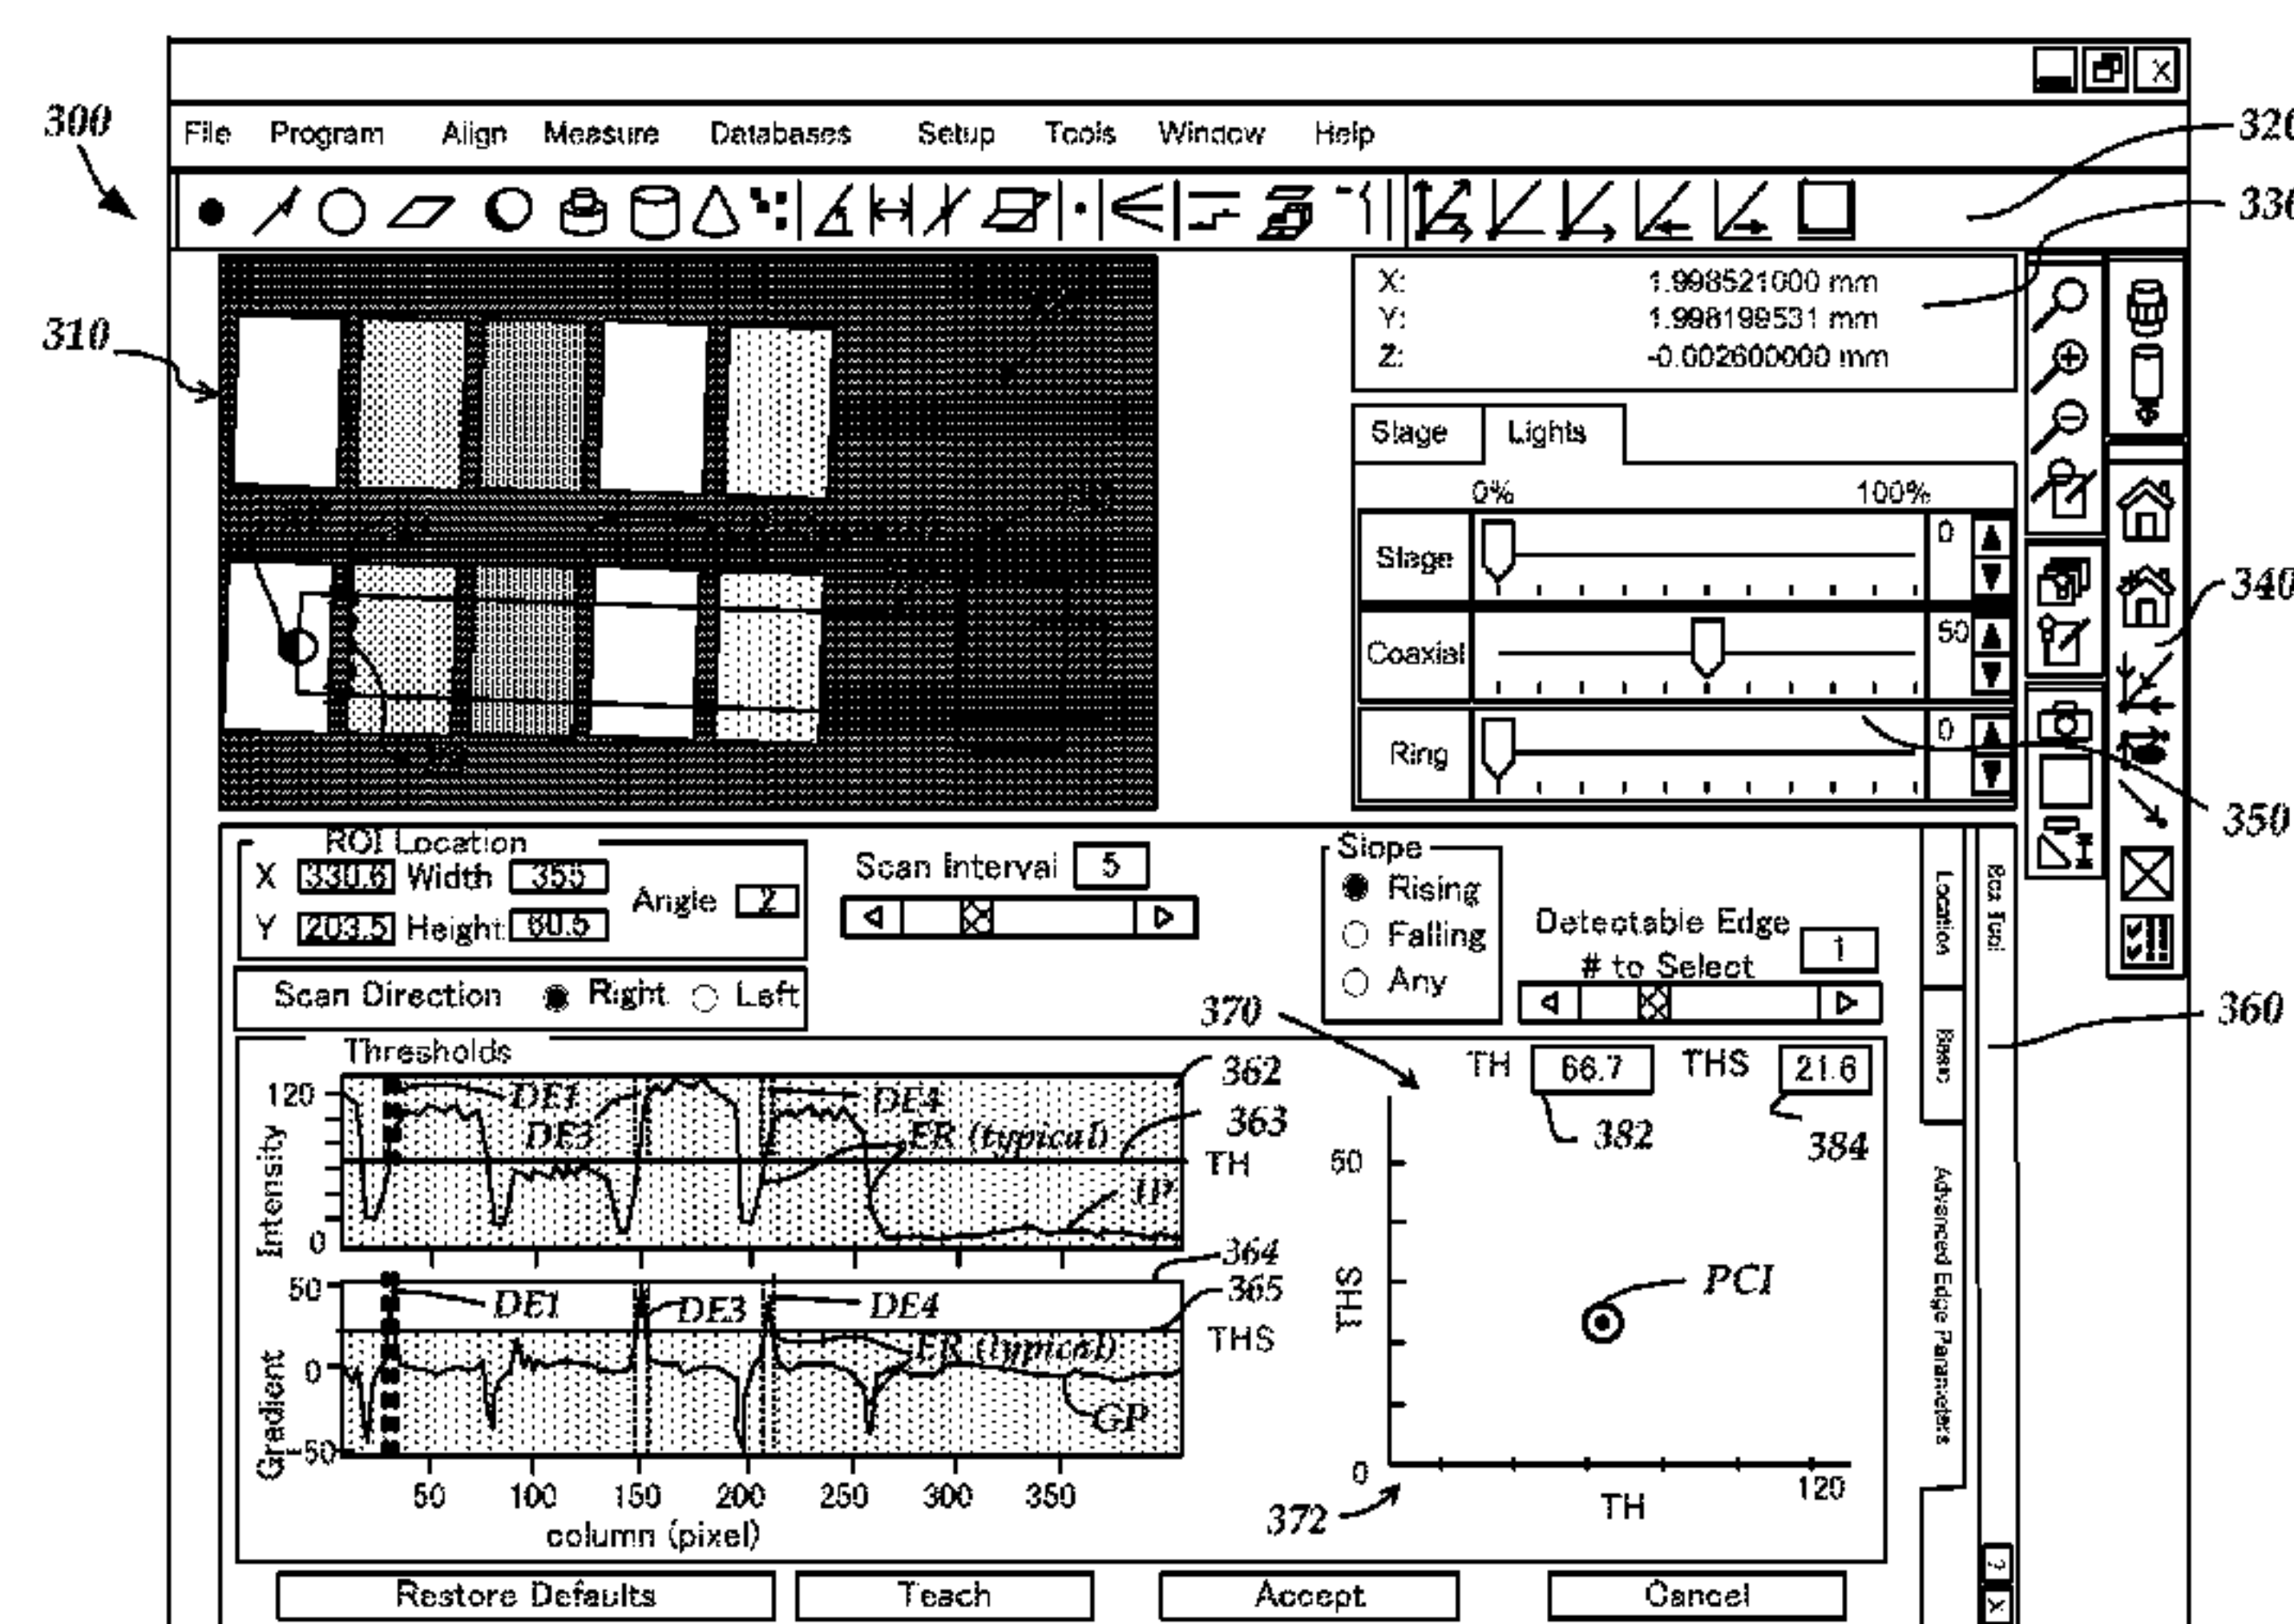 300
File Program Align Measure Databases Setup Tools Window Help
320
330
310
X: 1.998521000 mm
Y: 1.998199531 mm
Z: -0.002600000 mm
Stage Lights
0% 100%
Stage 0
340
Coaxial 50
Ring 0
350
ROI Location
X 330.6 Width 355
Y 203.5 Height 60.5
Angle 2
Scan Interval 5
Slope
Rising
Falling
Any
Detectable Edge
# to Select
1
Location
Basic
Advanced Edge Parameters
Box Tool
360
Scan Direction Right Left
370
Thresholds
TH 66.7 THS 21.6
382
384
362
363
120
Intensity
0
DE1
DE3
DE4
ER (typical)
TH
IP
364
365
50
0
-50
Gradient
DE1
DE3
DE4
THS
ER (typical)
GP
50 100 150 200 250 300 350
column (pixel)
50
THS
0
PCI
120
TH
372
? X
Restore Defaults Teach Accept Cancel